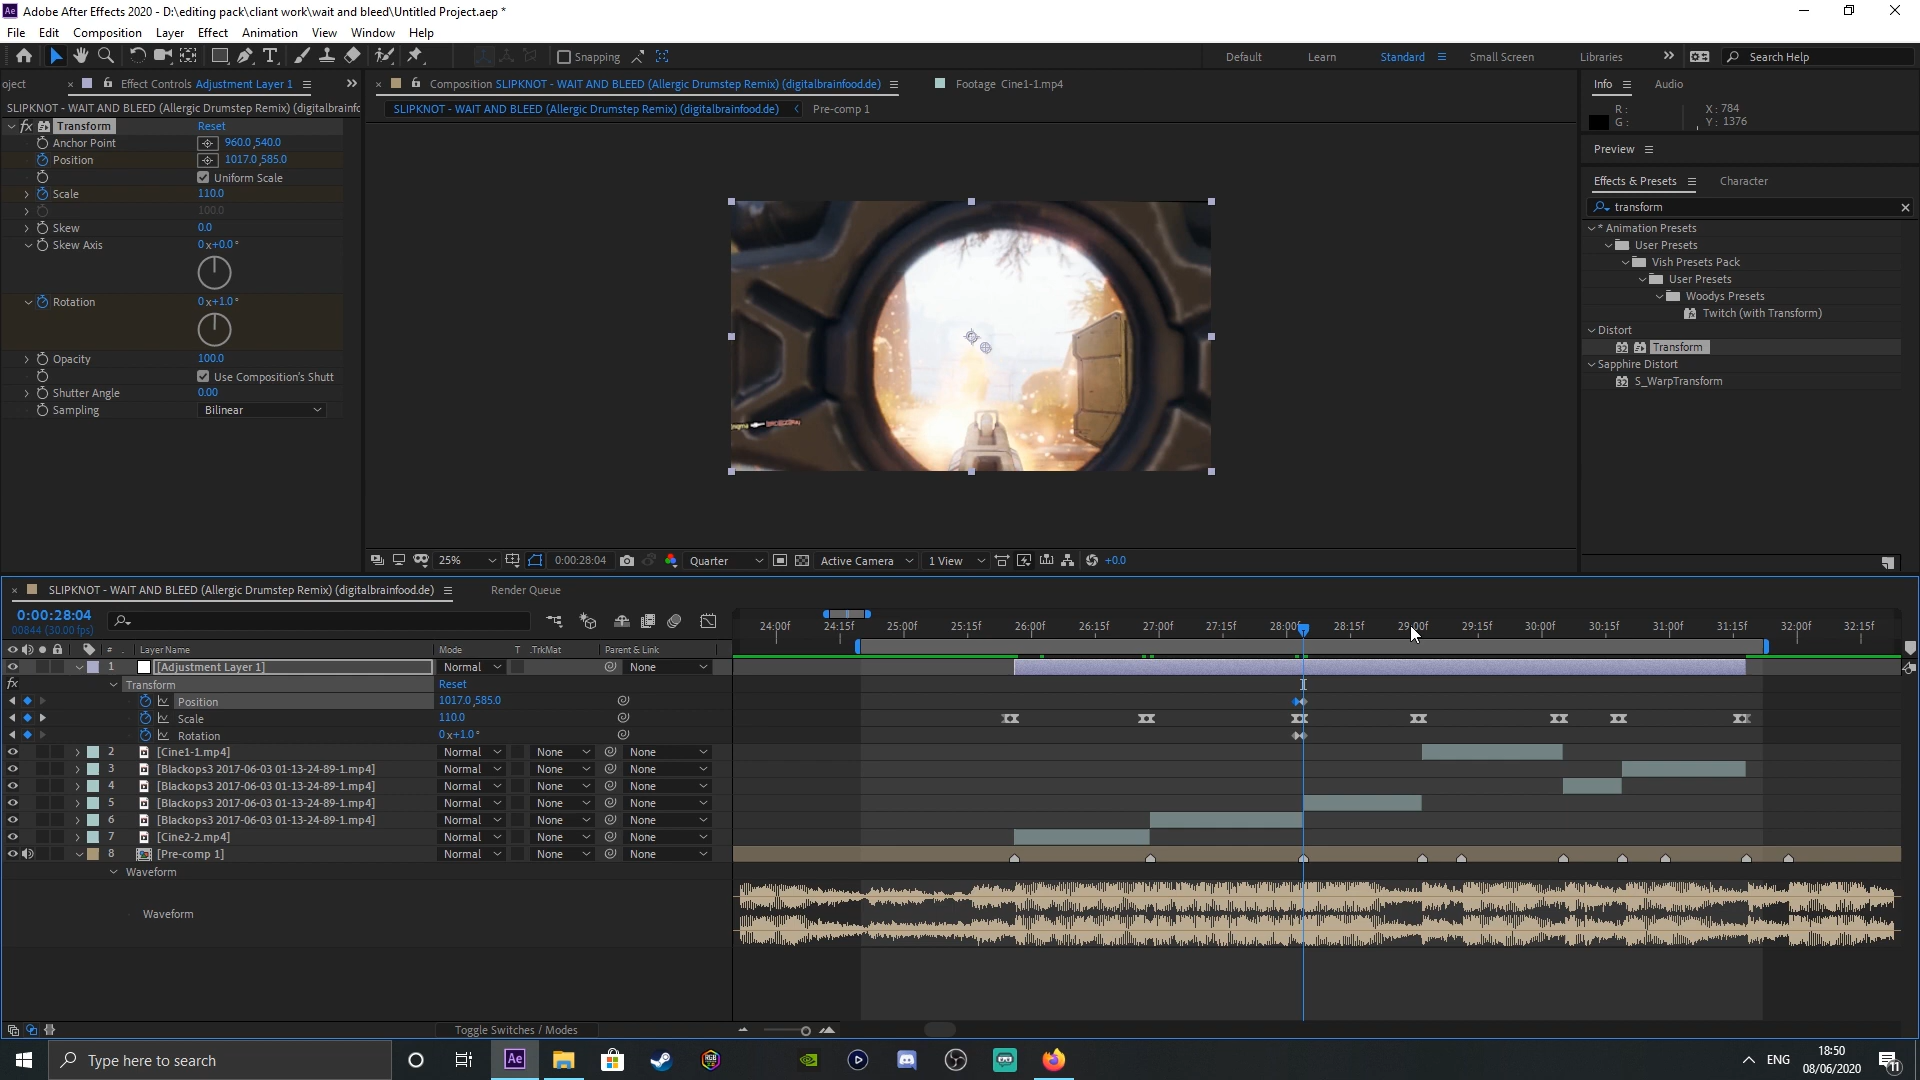 Adobe After Effects 2020 - D:\editing pack\cliant work\wait and bleed\Untitled Project.aep *
File Edit Composition Layer Effect Animation View Window Help
Snapping Default Learn Standard Small Screen Libraries Search Help
oject Effect Controls Adjustment Layer 1
Composition SLIPKNOT - WAIT AND BLEED (Allergic Drumstep Remix) (digitalbrainfood.de)
Footage Cine1-1.mp4
Info Audio
SLIPKNOT - WAIT AND BLEED (Allergic Drumstep Remix) (digitalbrainfo
SLIPKNOT - WAIT AND BLEED (Allergic Drumstep Remix) (digitalbrainfood.de) Pre-comp 1
R: X: 784
G: Y: 1376
fx Transform Reset
Anchor Point 960.0,540.0
Position 1017.0,585.0
Uniform Scale
Scale 110.0
100.0
Skew 0.0
Skew Axis 0x+0.0°
Rotation 0x+1.0°
Opacity 100.0
Use Composition's Shutt
Shutter Angle 0.00
Sampling Bilinear
Preview
Effects & Presets Character
transform
* Animation Presets
User Presets
Vish Presets Pack
User Presets
Woodys Presets
Twitch (with Transform)
Distort
32 Transform
Sapphire Distort
32 S_WarpTransform
25% 0:00:28:04 Quarter Active Camera 1 View +0.0
SLIPKNOT - WAIT AND BLEED (Allergic Drumstep Remix) (digitalbrainfood.de) Render Queue
0:00:28:04
00844 (30.00 fps)
24:00f 24:15f 25:00f 25:15f 26:00f 26:15f 27:00f 27:15f 28:00f 28:15f 29:00f 29:15f 30:00f 30:15f 31:00f 31:15f 32:00f 32:15f
# Layer Name Mode T .TrkMat Parent & Link
1 [Adjustment Layer 1] Normal None
fx Transform Reset
Position 1017.0,585.0
Scale 110.0
Rotation 0x+1.0°
2 [Cine1-1.mp4] Normal None None
3 [Blackops3 2017-06-03 01-13-24-89-1.mp4] Normal None None
4 [Blackops3 2017-06-03 01-13-24-89-1.mp4] Normal None None
5 [Blackops3 2017-06-03 01-13-24-89-1.mp4] Normal None None
6 [Blackops3 2017-06-03 01-13-24-89-1.mp4] Normal None None
7 [Cine2-2.mp4] Normal None None
8 [Pre-comp 1] Normal None None
Waveform
Waveform
Toggle Switches / Modes
Type here to search
Ae
ENG
18:50
08/06/2020
11